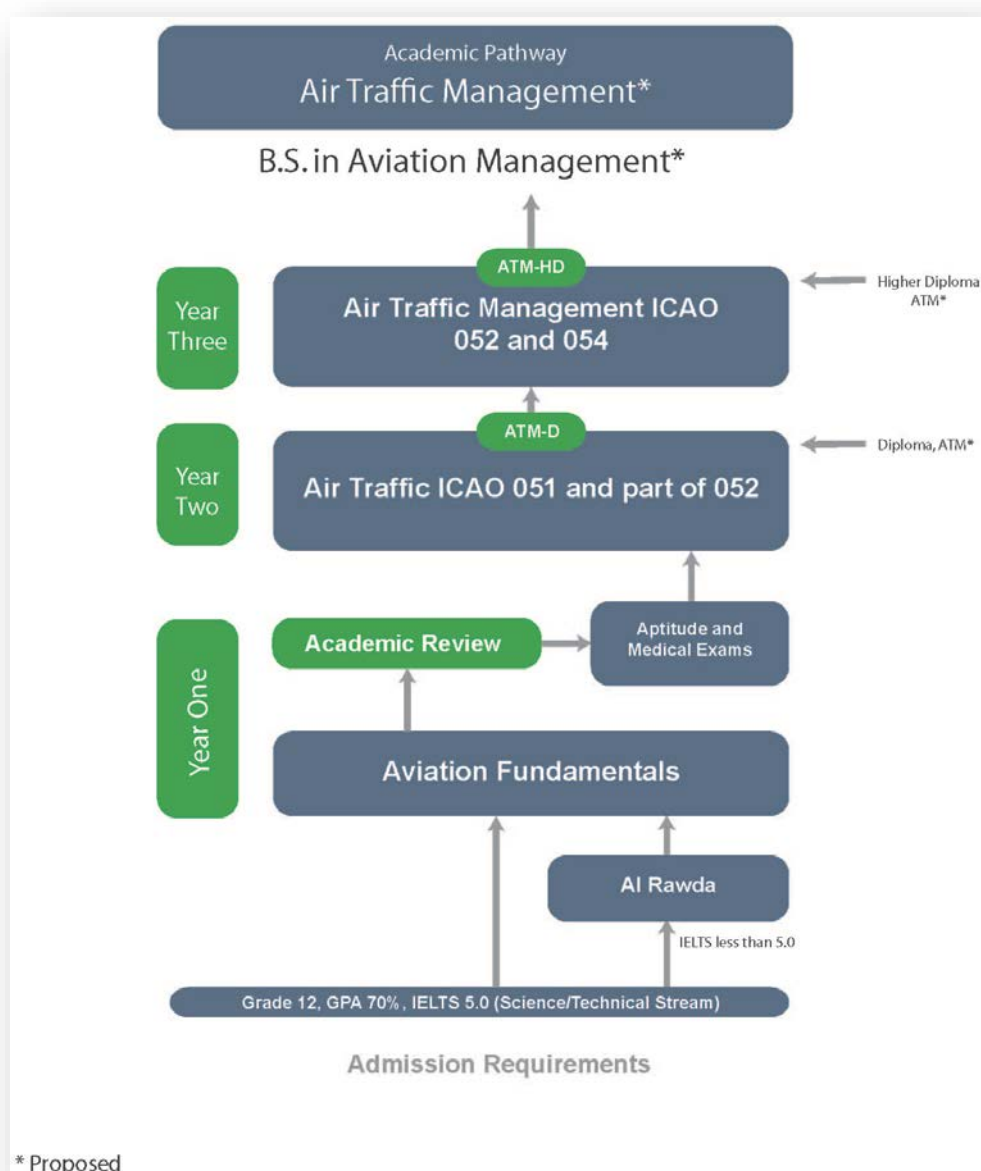 Academic Pathway
Air Traffic Management*
B.S. in Aviation Management*
ATM-HD
Year
Three
Air Traffic Management ICAO
052 and 054
Higher Diploma
ATM*
ATM-D
Year
Two
Air Traffic ICAO 051 and part of 052
Diploma, ATM*
Year One
Academic Review
Aptitude and
Medical Exams
Aviation Fundamentals
Al Rawda
IELTS less than 5.0
Grade 12, GPA 70%, IELTS 5.0 (Science/Technical Stream)
Admission Requirements
* Proposed